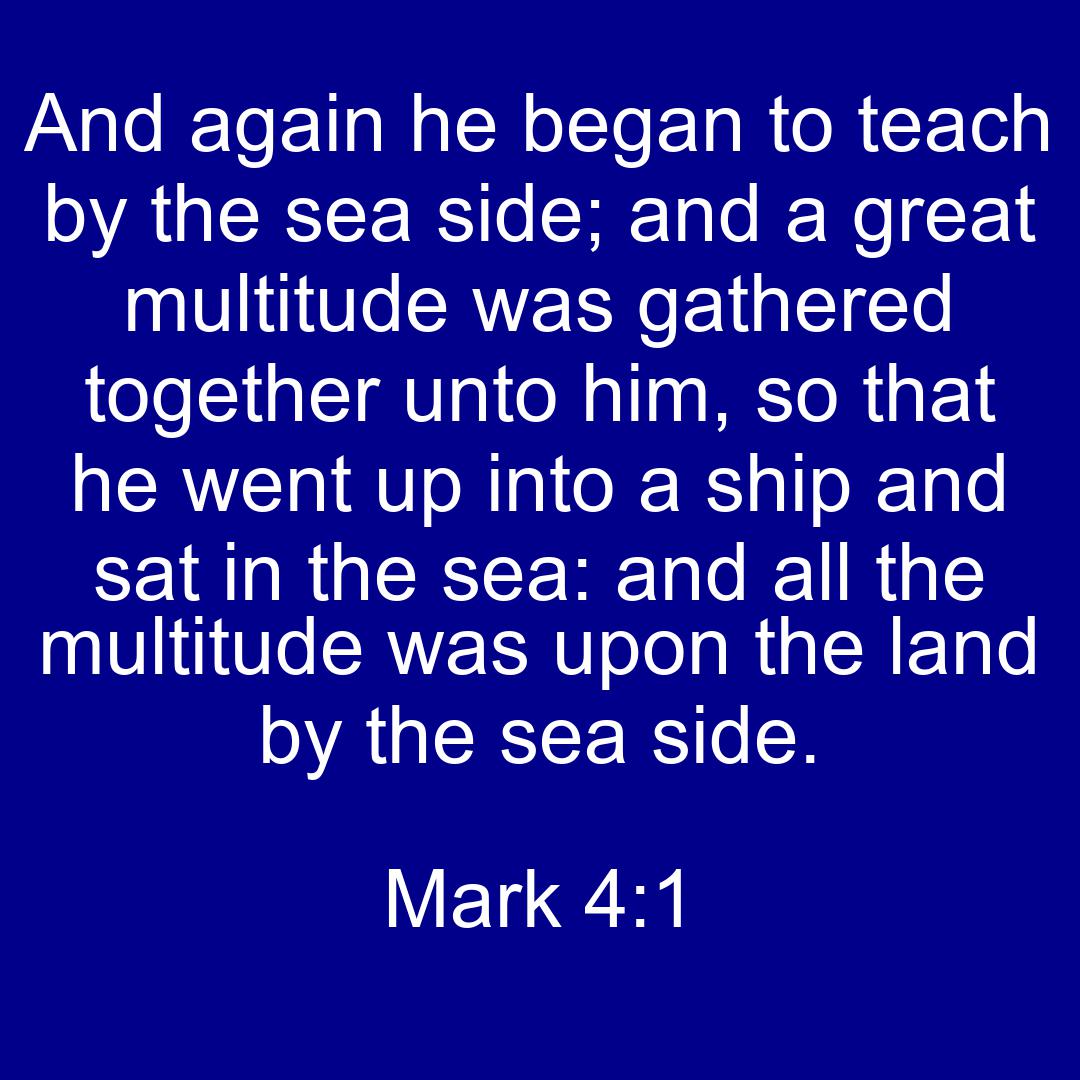 And again he began to teach
by the sea side; and a great
multitude was gathered
together unto him, so that
he went up into a ship and
sat in the sea: and all the
multitude was upon the land
by the sea side.
Mark 4:1